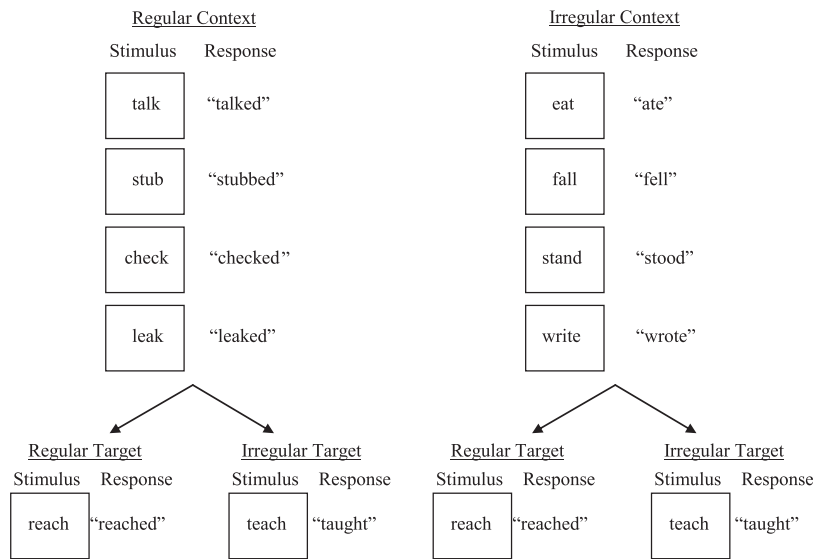 Regular Context
Stimulus Response
talk “talked”
stub “stubbed”
check “checked”
leak “leaked”
Irregular Context
Stimulus Response
eat “ate”
fall “fell”
stand “stood”
write “wrote”
Regular Target
Stimulus Response
reach “reached”
Irregular Target
Stimulus Response
teach “taught”
Regular Target
Stimulus Response
reach “reached”
Irregular Target
Stimulus Response
teach “taught”